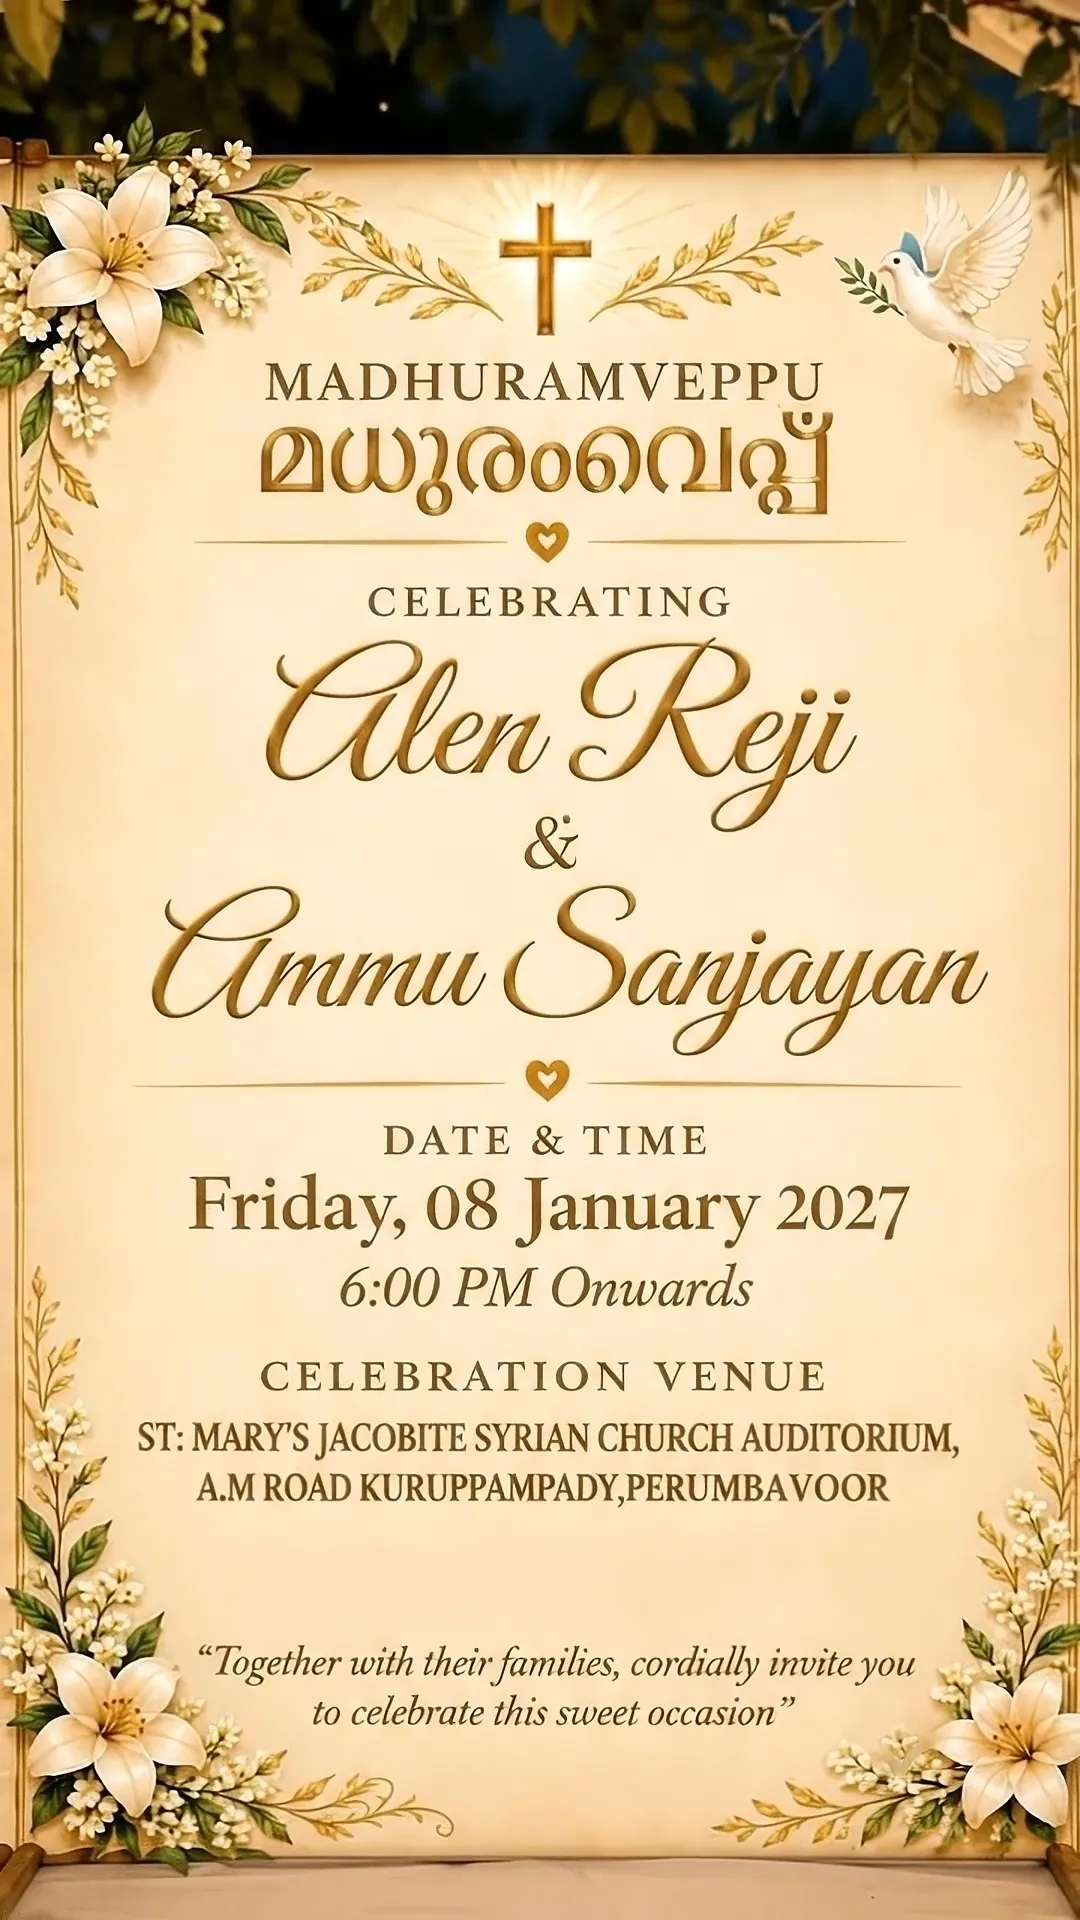 MADHURAMVEPPU
മധുരംവെപ്പ്
CELEBRATING
Alen Reji
&
Ammu Sanjayan
DATE & TIME
Friday, 08 January 2027
6:00 PM Onwards
CELEBRATION VENUE
ST: MARY'S JACOBITE SYRIAN CHURCH AUDITORIUM,
A.M ROAD KURUPPAMPADY,PERUMBAVOOR
“Together with their families, cordially invite you
to celebrate this sweet occasion”